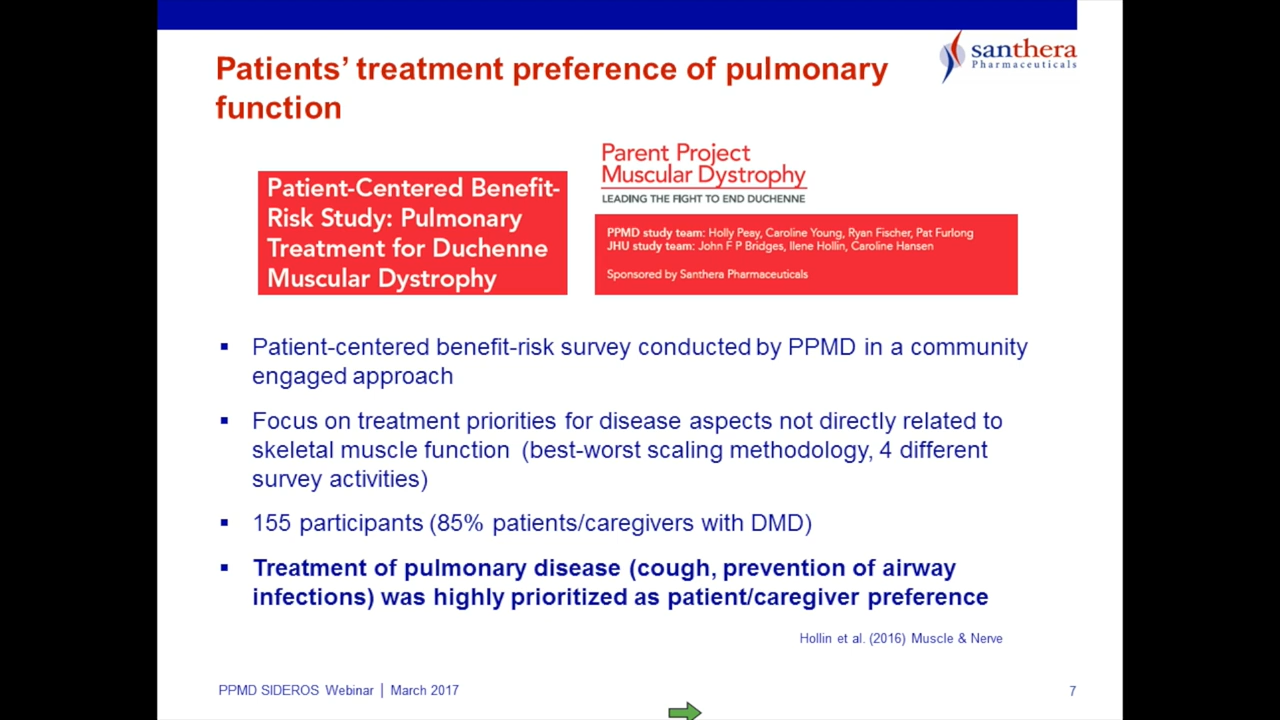 Patients’ treatment preference of pulmonary
function
santhera
Pharmaceuticals
Patient-Centered Benefit-
Risk Study: Pulmonary
Treatment for Duchenne
Muscular Dystrophy
Parent Project
Muscular Dystrophy
LEADING THE FIGHT TO END DUCHENNE
PPMD study team: Holly Peay, Caroline Young, Ryan Fischer, Pat Furlong
JHU study team: John F P Bridges, Ilene Hollin, Caroline Hansen
Sponsored by Santhera Pharmaceuticals
▪ Patient-centered benefit-risk survey conducted by PPMD in a community
engaged approach
▪ Focus on treatment priorities for disease aspects not directly related to
skeletal muscle function (best-worst scaling methodology, 4 different
survey activities)
▪ 155 participants (85% patients/caregivers with DMD)
▪ Treatment of pulmonary disease (cough, prevention of airway
infections) was highly prioritized as patient/caregiver preference
Hollin et al. (2016) Muscle & Nerve
PPMD SIDEROS Webinar | March 2017
7